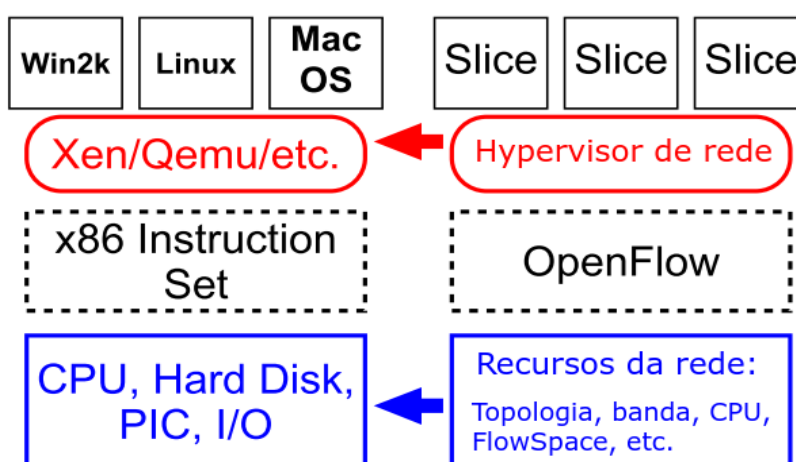 Win2k
Linux
Mac
OS
Slice
Slice
Slice
Xen/Qemu/etc.
Hypervisor de rede
x86 Instruction
Set
OpenFlow
CPU, Hard Disk,
PIC, I/O
Recursos da rede:
Topologia, banda, CPU,
FlowSpace, etc.